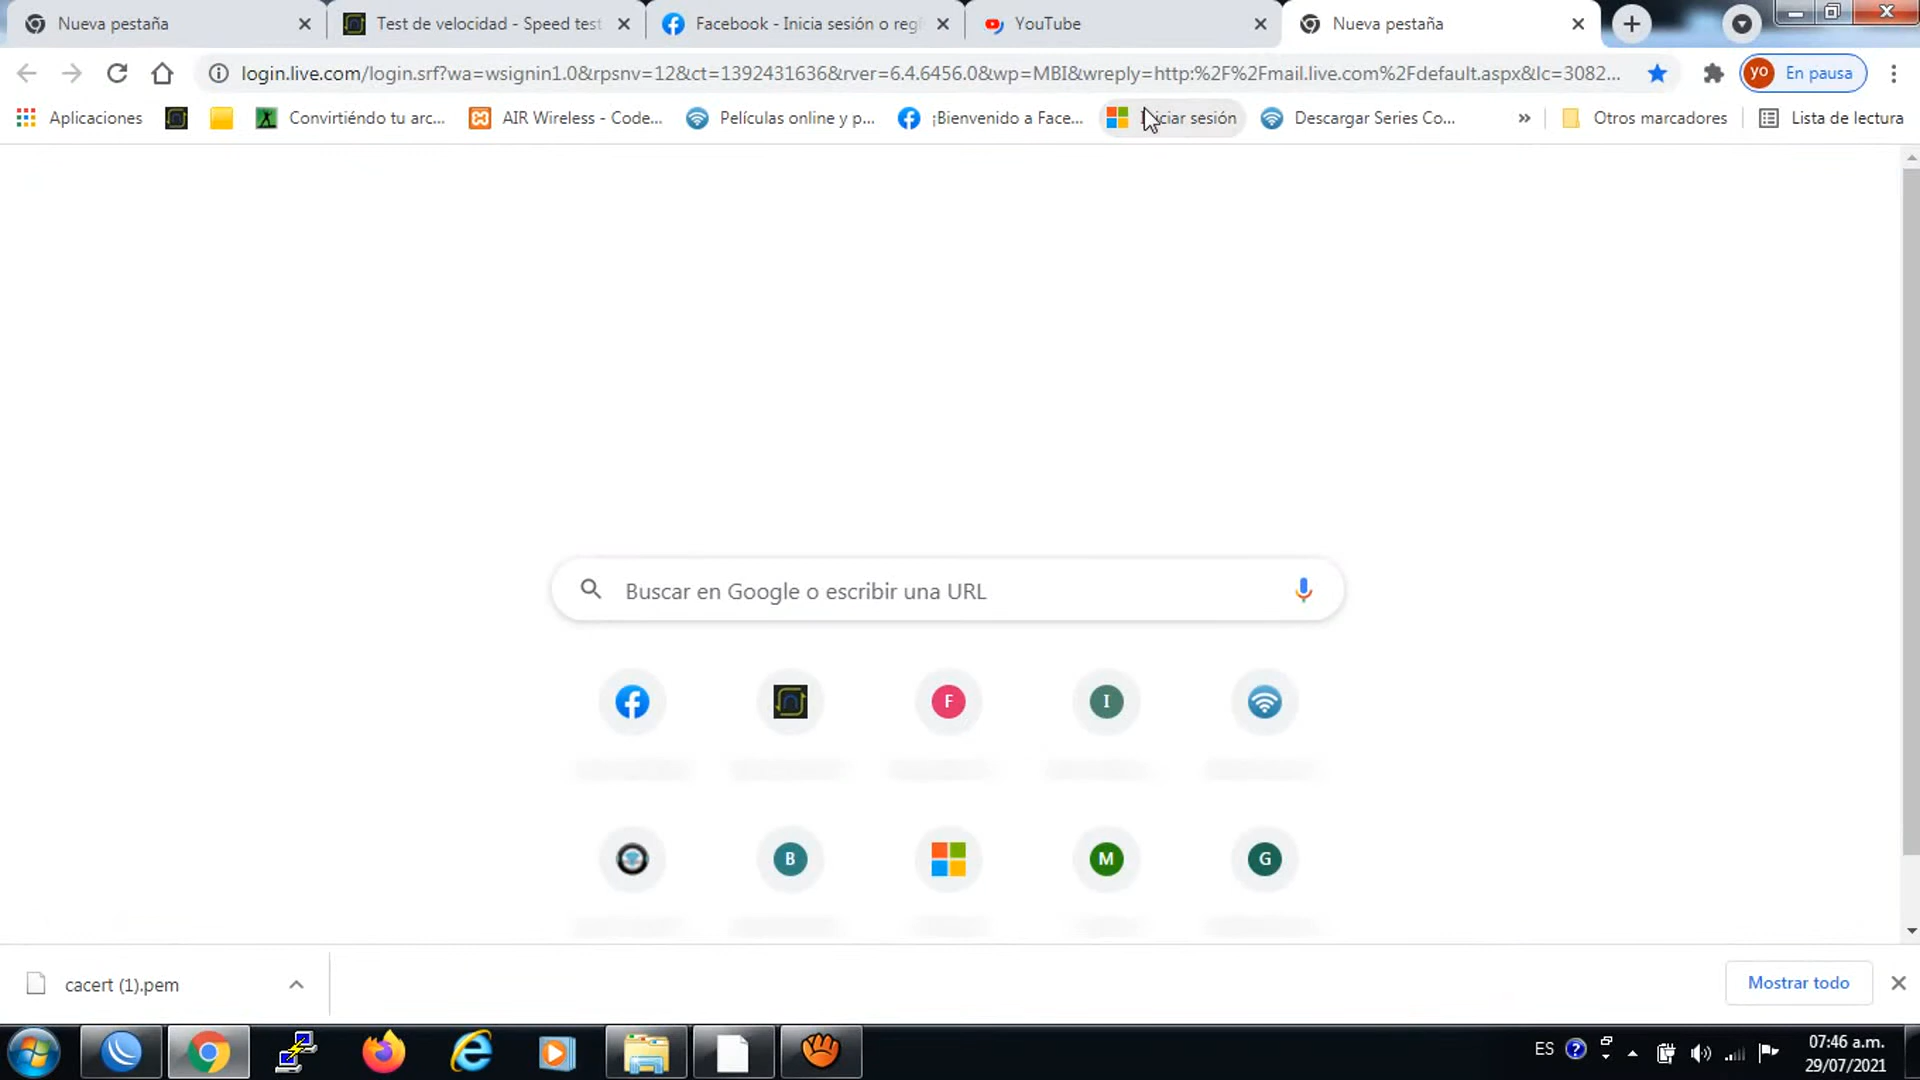 Nueva pestaña
Test de velocidad - Speed test
Facebook - Inicia sesión o reg
YouTube
Nueva pestaña
login.live.com/login.srf?wa=wsignin1.0&rpsnv=12&ct=1392431636&rver=6.4.6456.0&wp=MBI&wreply=http:%2F%2Fmail.live.com%2Fdefault.aspx&lc=3082...
yo
En pausa
Aplicaciones
Convirtiéndo tu arc...
AIR Wireless - Code...
Películas online y p...
¡Bienvenido a Face...
Iniciar sesión
Descargar Series Co...
»
Otros marcadores
Lista de lectura
Buscar en Google o escribir una URL
F
I
B
M
G
cacert (1).pem
Mostrar todo
ES
07:46 a.m.
29/07/2021